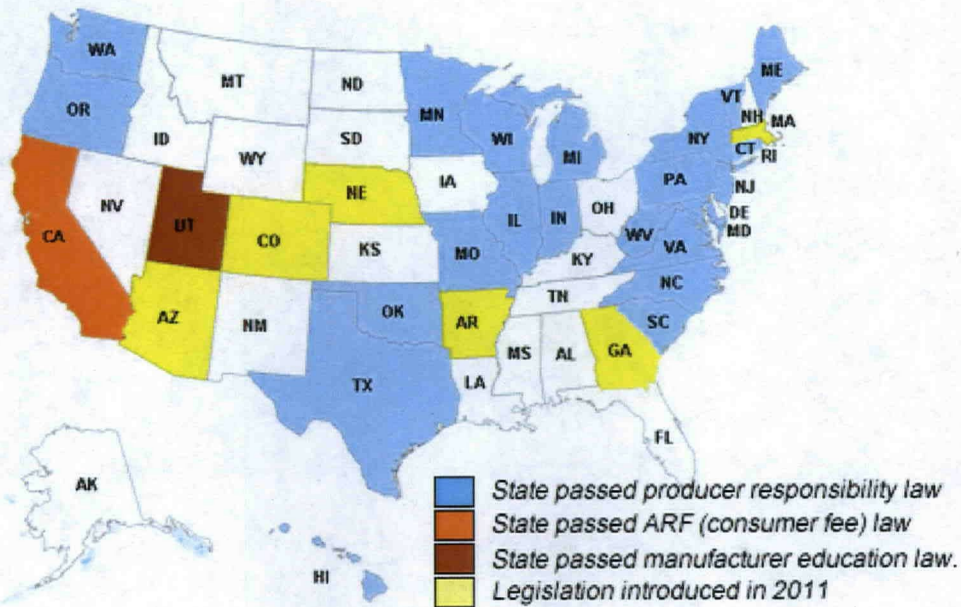 WA
MT
ND
MN
ME
VT
NH
MA
OR
ID
SD
WI
MI
NY
CT
RI
WY
IA
PA
NJ
NE
OH
DE
MD
NV
UT
CO
IL
IN
WV
VA
CA
KS
MO
KY
NC
AZ
NM
OK
AR
TN
SC
MS
AL
GA
TX
LA
FL
AK
HI
State passed producer responsibility law
State passed ARF (consumer fee) law
State passed manufacturer education law.
Legislation introduced in 2011